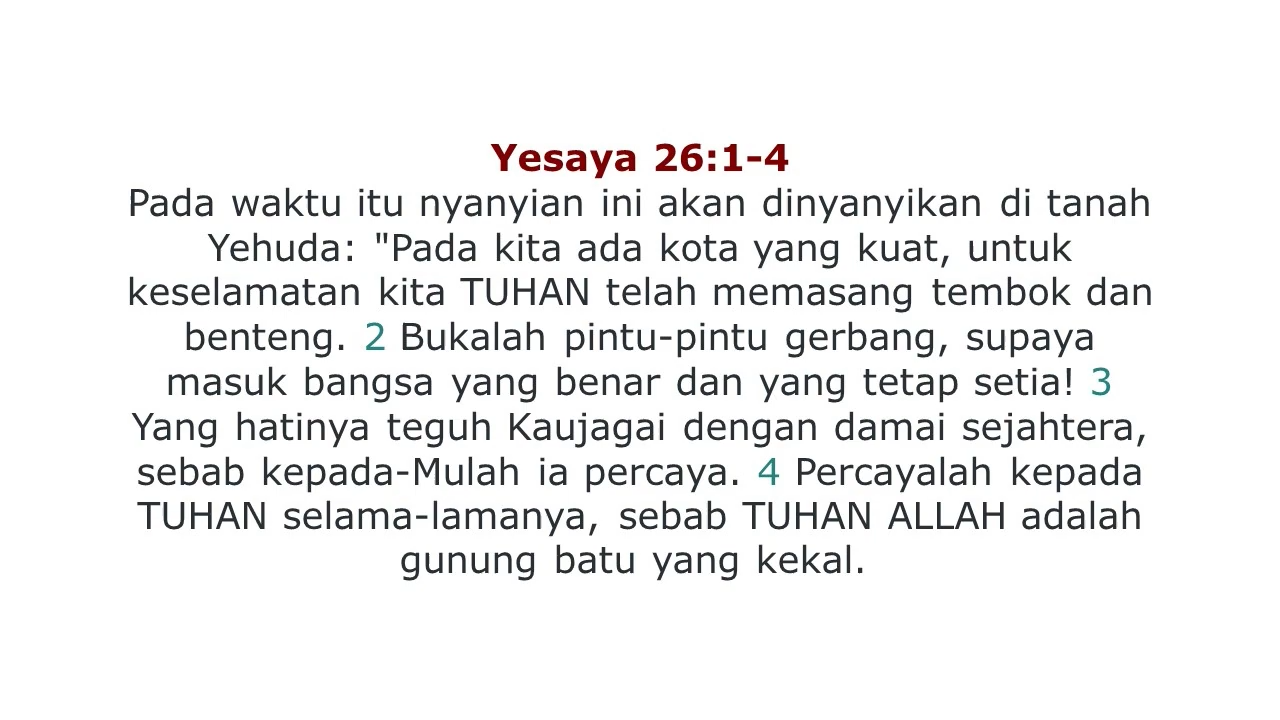 Yesaya 26:1-4
Pada waktu itu nyanyian ini akan dinyanyikan di tanah
Yehuda: "Pada kita ada kota yang kuat, untuk
keselamatan kita TUHAN telah memasang tembok dan
benteng. 2 Bukalah pintu-pintu gerbang, supaya
masuk bangsa yang benar dan yang tetap setia! 3
Yang hatinya teguh Kaujagai dengan damai sejahtera,
sebab kepada-Mulah ia percaya. 4 Percayalah kepada
TUHAN selama-lamanya, sebab TUHAN ALLAH adalah
gunung batu yang kekal.